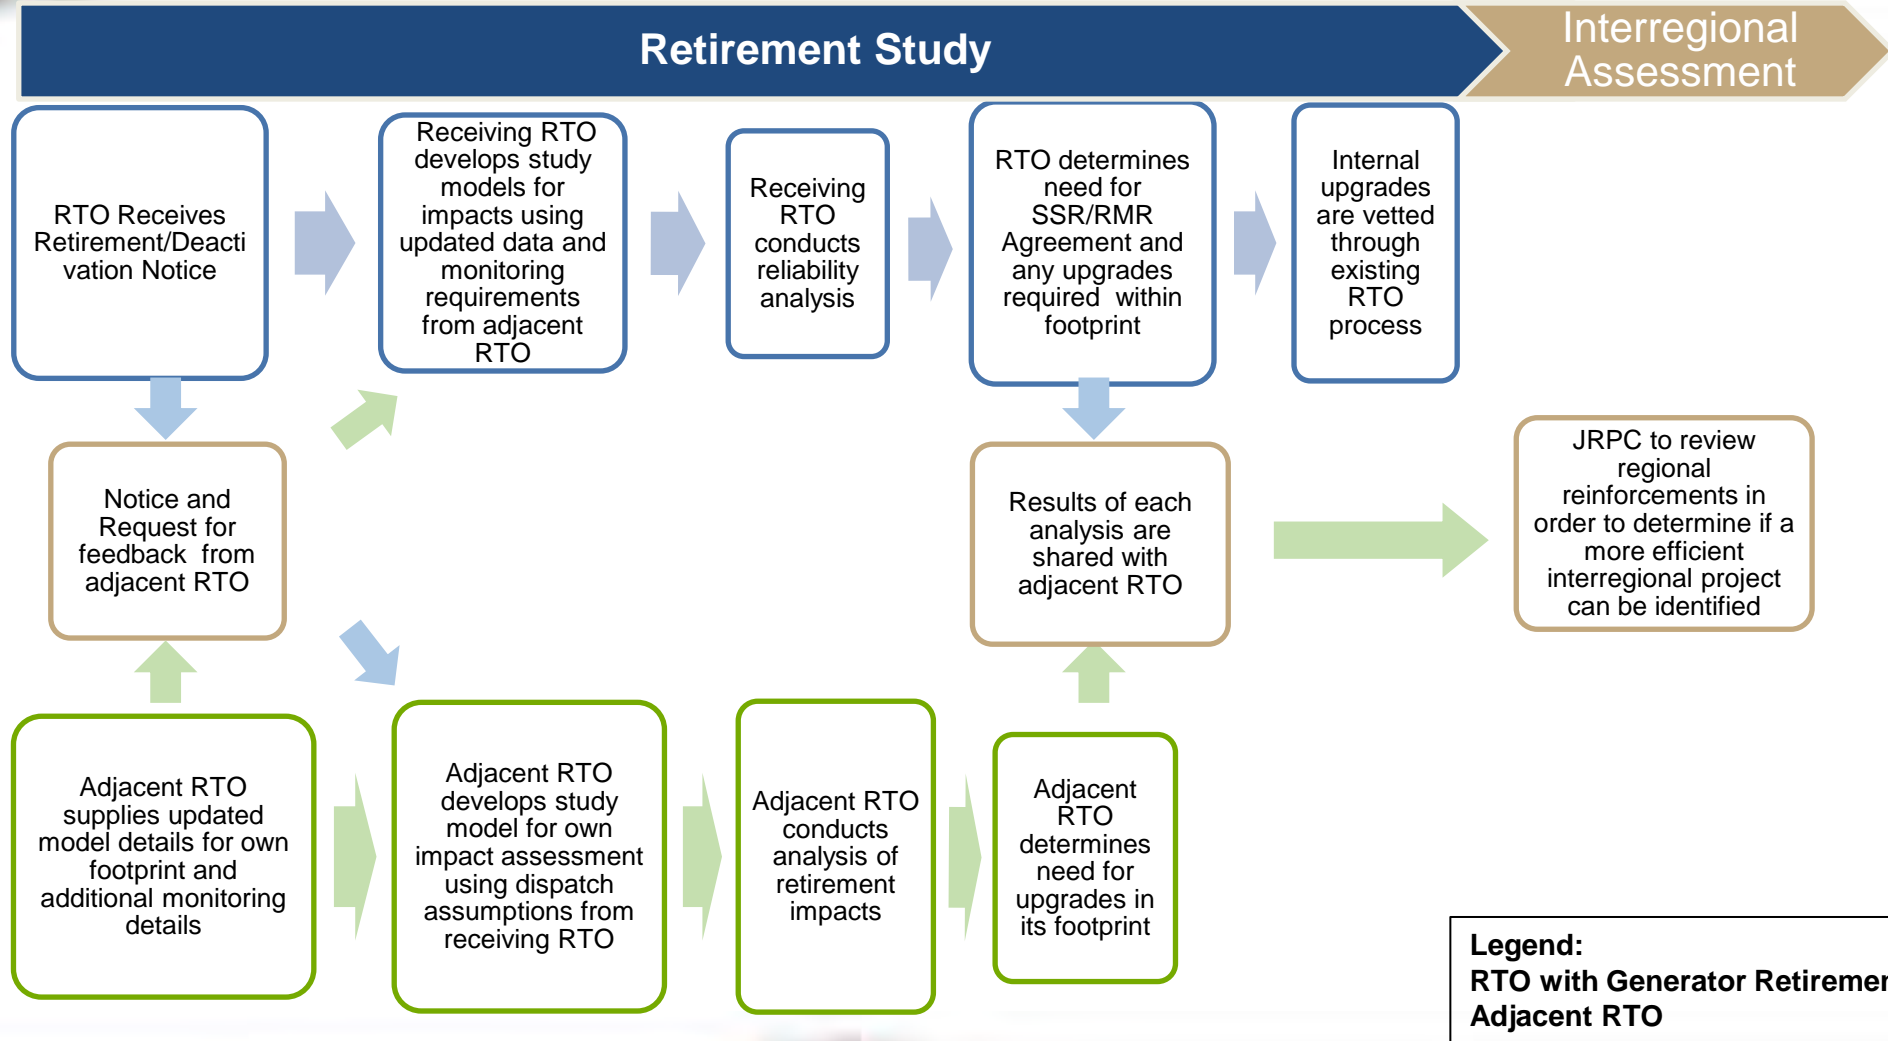 Retirement Study
Interregional
Assessment
RTO Receives
Retirement/Deacti
vation Notice
Receiving RTO
develops study
models for
impacts using
updated data and
monitoring
requirements
from adjacent
RTO
Receiving
RTO
conducts
reliability
analysis
RTO determines
need for
SSR/RMR
Agreement and
any upgrades
required within
footprint
Internal
upgrades
are vetted
through
existing
RTO
process
Notice and
Request for
feedback from
adjacent RTO
Results of each
analysis are
shared with
adjacent RTO
JRPC to review
regional
reinforcements in
order to determine if a
more efficient
interregional project
can be identified
Adjacent RTO
supplies updated
model details for own
footprint and
additional monitoring
details
Adjacent RTO
develops study
model for own
impact assessment
using dispatch
assumptions from
receiving RTO
Adjacent RTO
conducts
analysis of
retirement
impacts
Adjacent
RTO
determines
need for
upgrades in
its footprint
Legend:
RTO with Generator Retiremen
Adjacent RTO